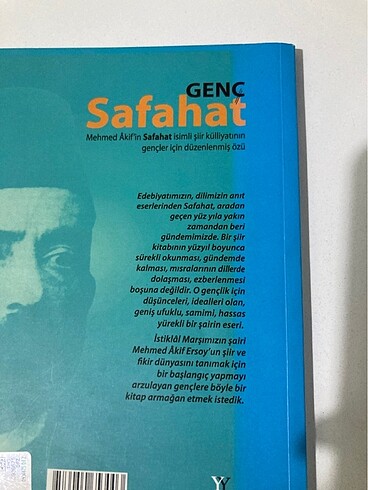 GENÇ
Safahat
Mehmed Âkif'in Safahat isimli şiir külliyatının
gençler için düzenlenmiş özü
Edebiyatımızın, dilimizin anıt
eserlerinden Safahat, aradan
geçen yüz yıla yakın
zamandan beri
gündemimizde. Bir şiir
kitabının yüzyıl boyunca
sürekli okunması, gündemde
kalması, mısralarının dillerde
dolaşması, ezberlenmesi
boşuna değildir. O gençlik için
düşünceleri, idealleri olan,
geniş ufuklu, samimi, hassas
yürekli bir şairin eseri.
İstiklâl Marşımızın şairi
Mehmed Âkif Ersoy'un şiir ve
fikir dünyasını tanımak için
bir başlangıç yapmayı
arzulayan gençlere böyle bir
kitap armağan etmek istedik.